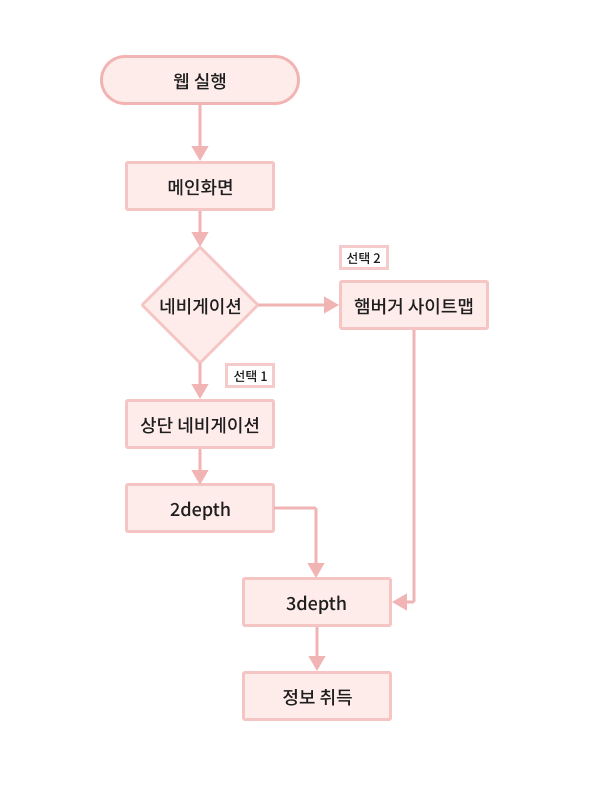 웹 실행
메인화면
선택 2
네비게이션
햄버거 사이트맵
선택 1
상단 네비게이션
2depth
3depth
정보 취득